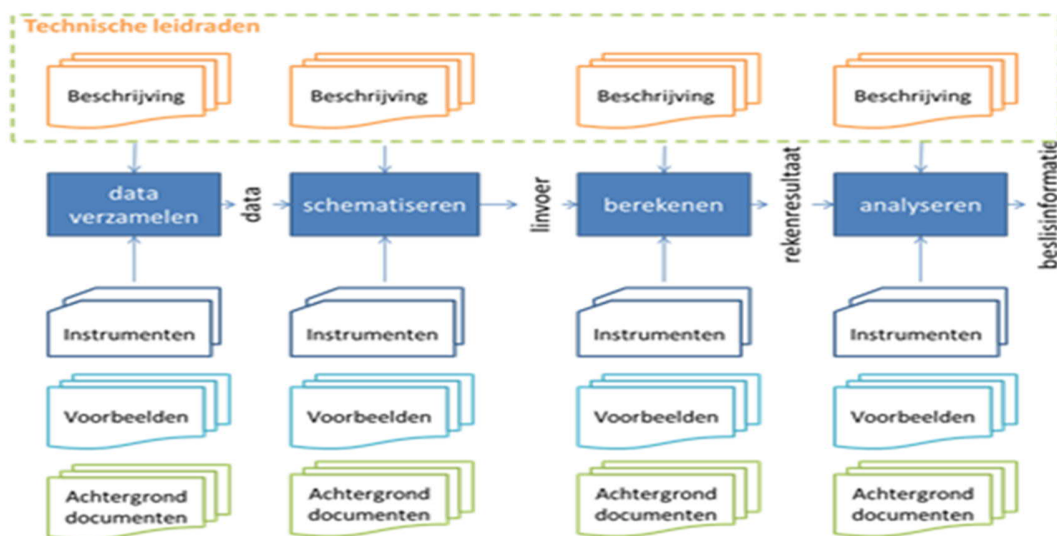 Technische leidraden
Beschrijving
Beschrijving
Beschrijving
Beschrijving
data
verzamelen
data
schematiseren
linvoer
berekenen
rekenresultaat
analyseren
beslisinformatie
Instrumenten
Instrumenten
Instrumenten
Instrumenten
Voorbeelden
Voorbeelden
Voorbeelden
Voorbeelden
Achtergrond
documenten
Achtergrond
documenten
Achtergrond
documenten
Achtergrond
documenten